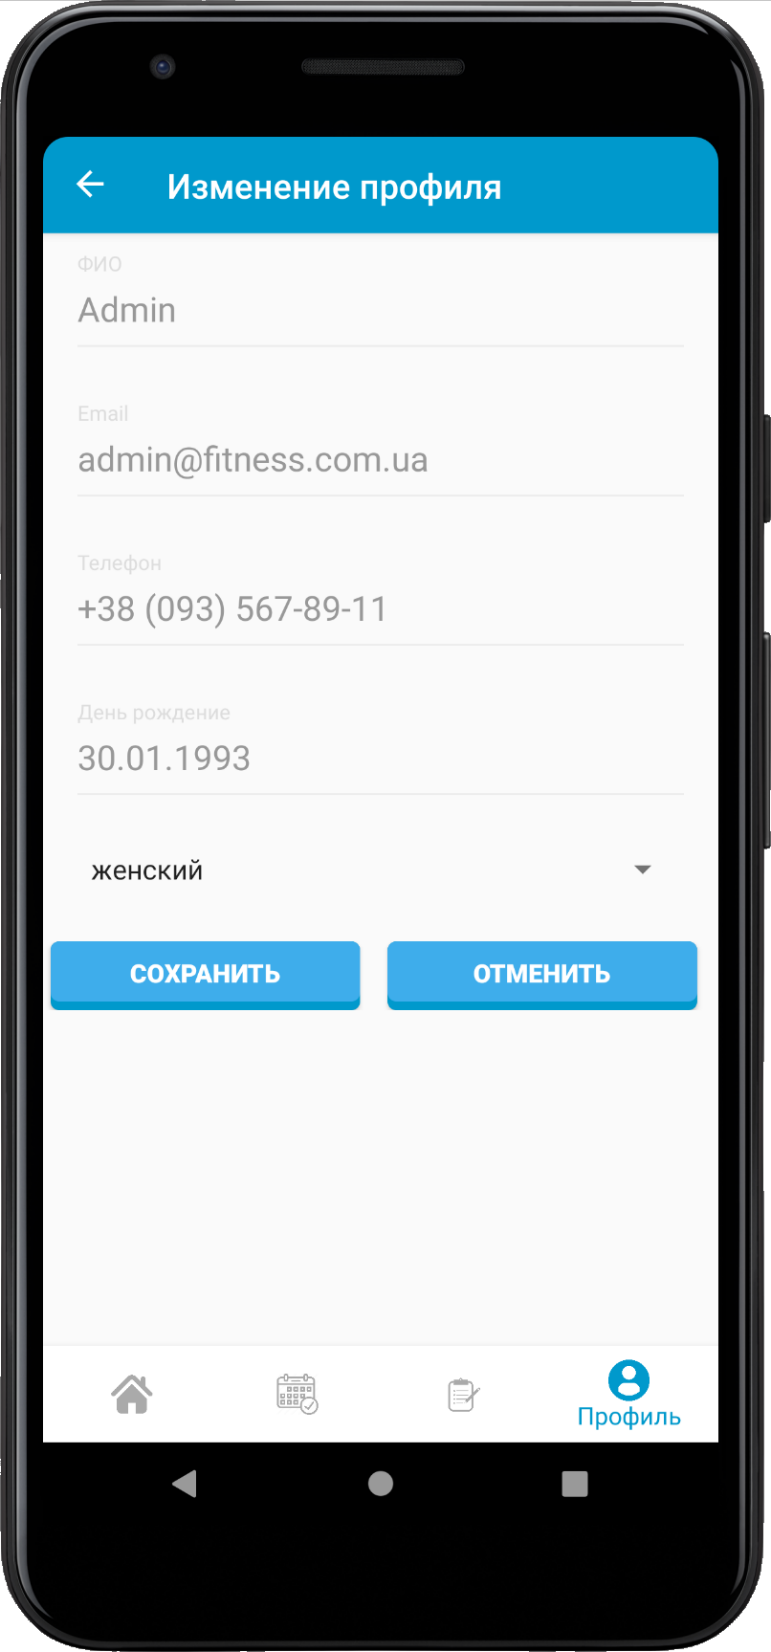 Изменение профиля
ФИО
Admin
Email
admin@fitness.com.ua
Телефон
+38 (093) 567-89-11
День рождение
30.01.1993
женский
СОХРАНИТЬ
ОТМЕНИТЬ
Профиль